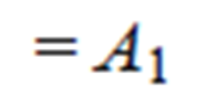 = A₁